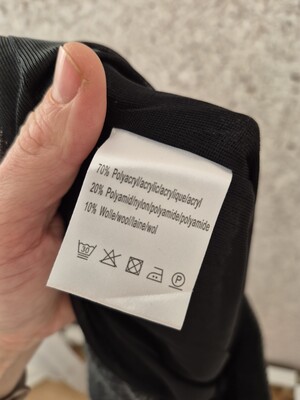 70% Polyacryl/acrylic/acrylique/acryl
20% Polyamid/nylon/polyamide/polyamide
10% Wolle/wool/laine/wol
P